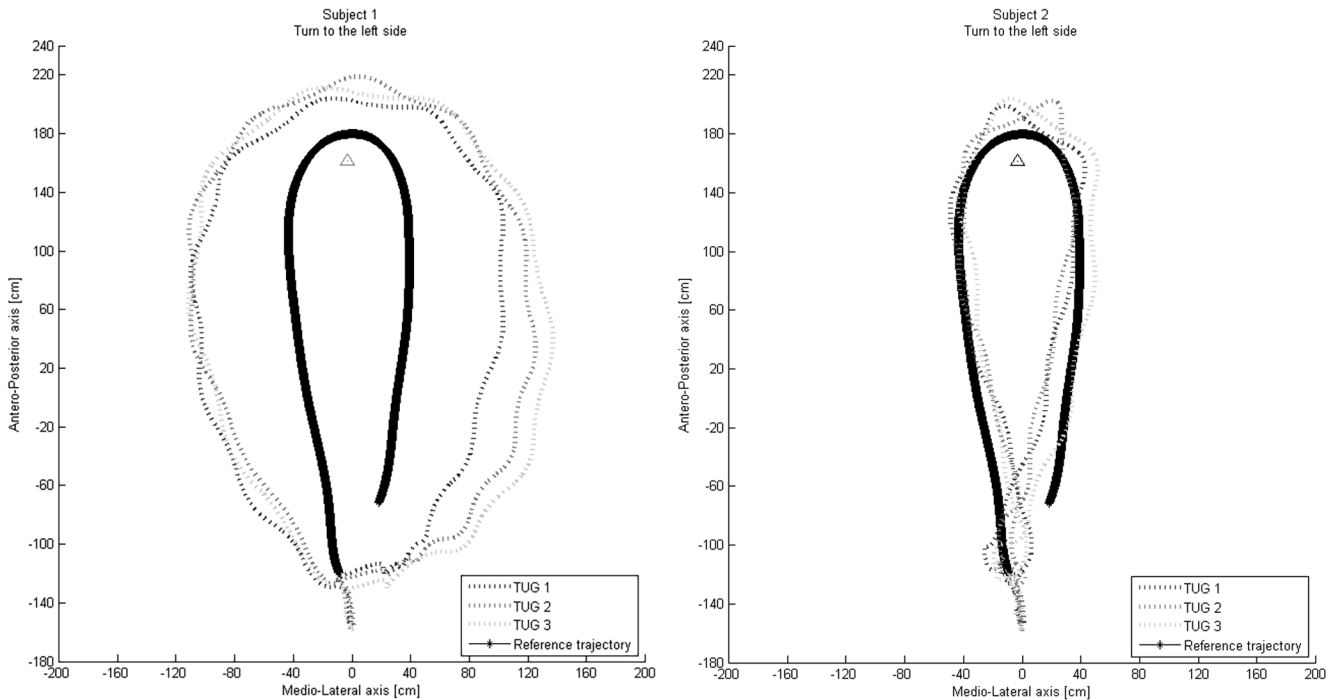 Subject 1
Turn to the left side
240
220
180
140
100
60
20
-20
-60
-100
-140
-180
-200
-160
-120
-80
-40
0
40
80
120
160
200
Antero-Posterior axis [cm]
Medio-Lateral axis [cm]
TUG 1
TUG 2
TUG 3
Reference trajectory
Subject 2
Turn to the left side
240
220
180
140
100
60
20
-20
-60
-100
-140
-180
-200
-160
-120
-80
-40
0
40
80
120
160
200
Antero-Posterior axis [cm]
Medio-Lateral axis [cm]
TUG 1
TUG 2
TUG 3
Reference trajectory